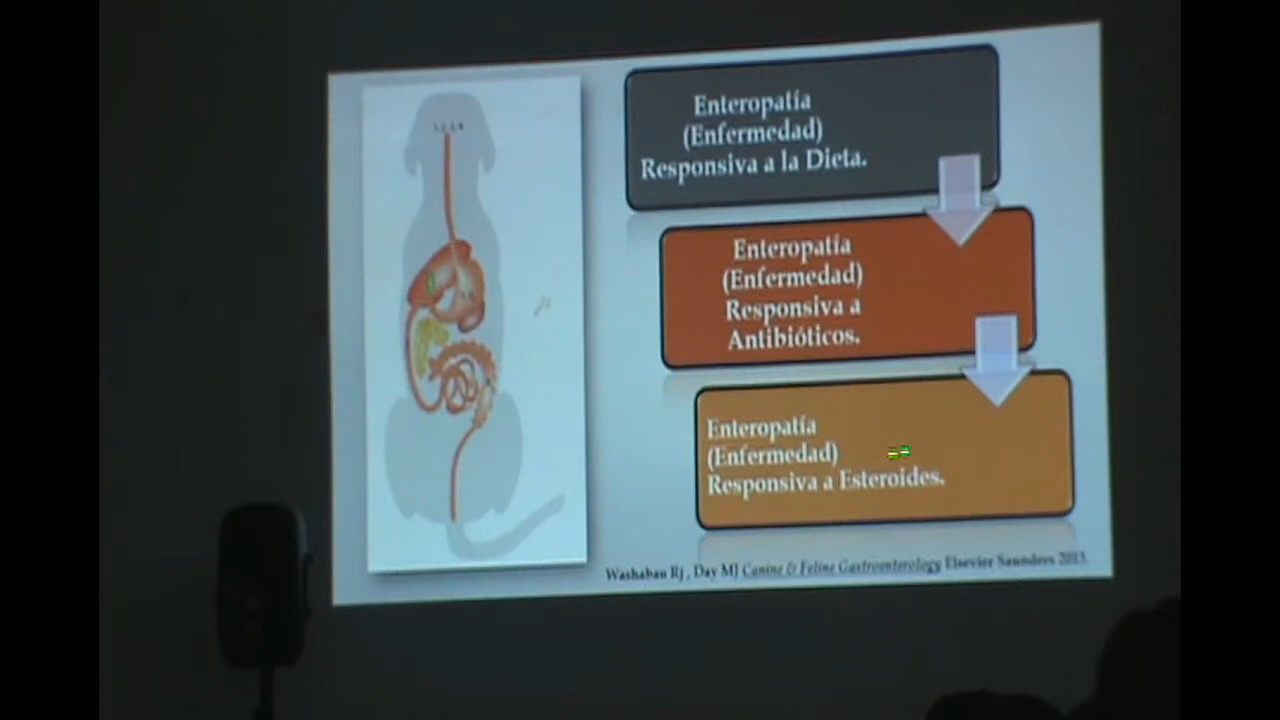 Enteropatía
(Enfermedad)
Responsiva a la Dieta.
Enteropatía
(Enfermedad)
Responsiva a
Antibióticos.
Enteropatía
(Enfermedad)
Responsiva a Esteroides.
Washabau Rj , Day MJ Canine & Feline Gastroenterology. Elsevier Saunders 2013